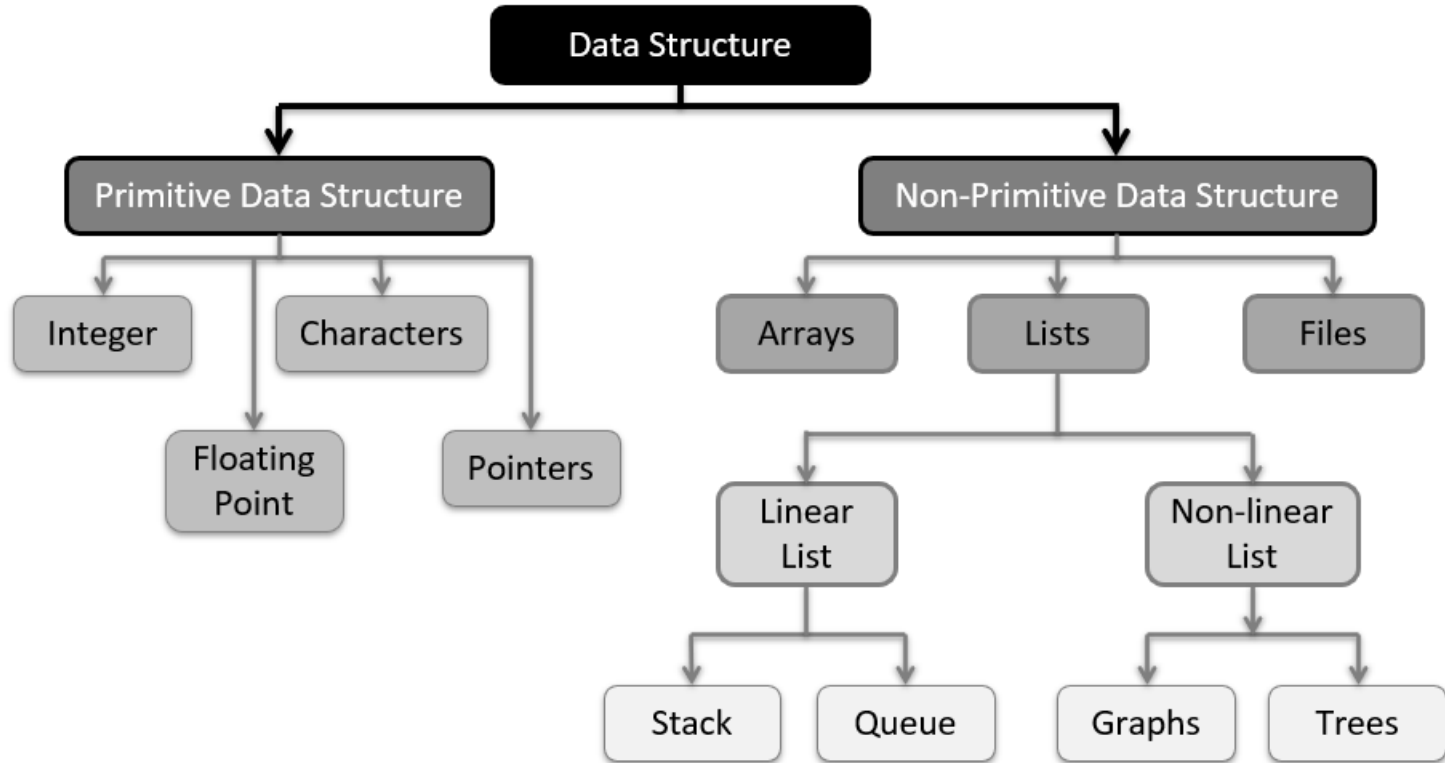 Data Structure
Primitive Data Structure
Non-Primitive Data Structure
Integer
Characters
Arrays
Lists
Files
Floating
Point
Pointers
Linear
List
Non-linear
List
Stack
Queue
Graphs
Trees